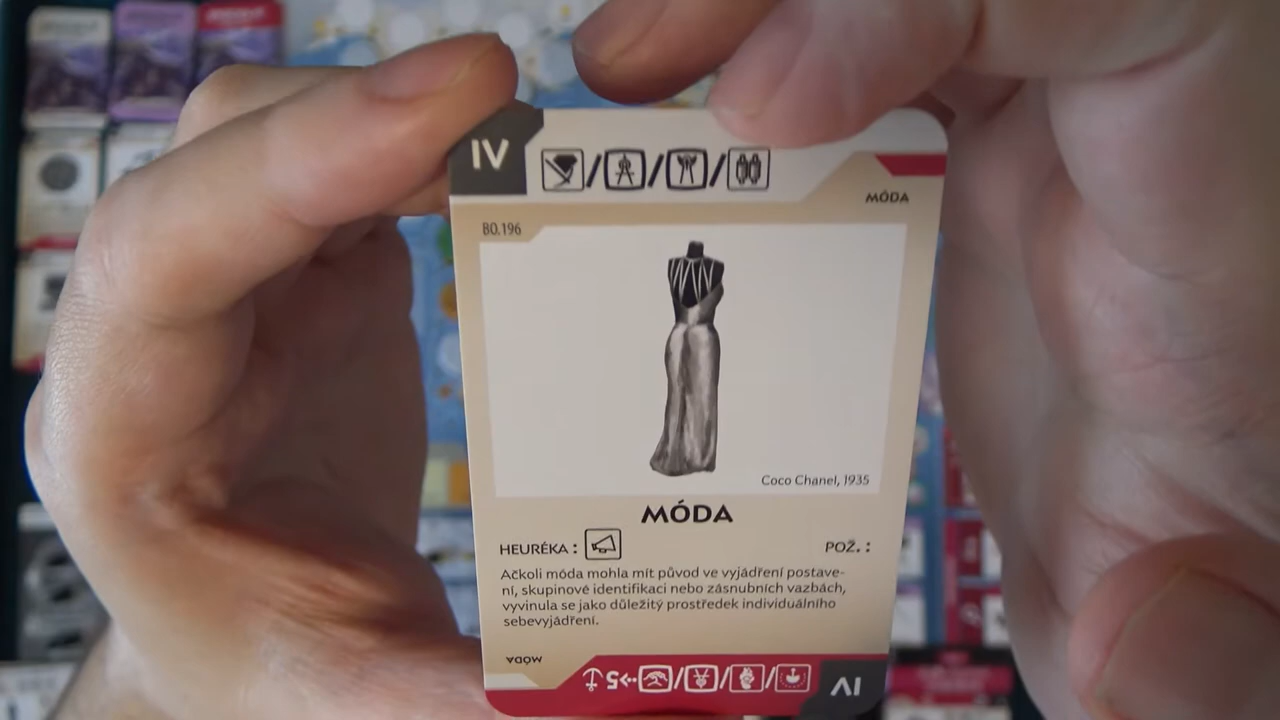 IV
MÓDA
BO.196
Coco Chanel, 1935
MÓDA
HEURÉKA :
POŽ. :
Ačkoli móda mohla mít původ ve vyjádření postave-
ní, skupinové identifikaci nebo zásnubních vazbách,
vyvinula se jako důležitý prostředek individuálního
sebevyjádření.
MÓDA
5
IV